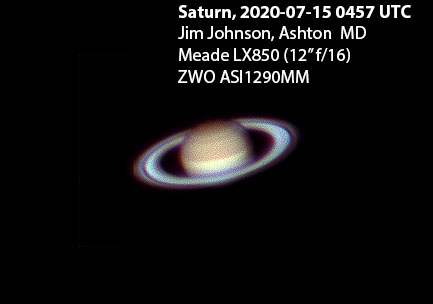 Saturn, 2020-07-15 0457 UTC
Jim Johnson, Ashton  MD
Meade LX850 (12" f/16)
ZWO ASI1290MM